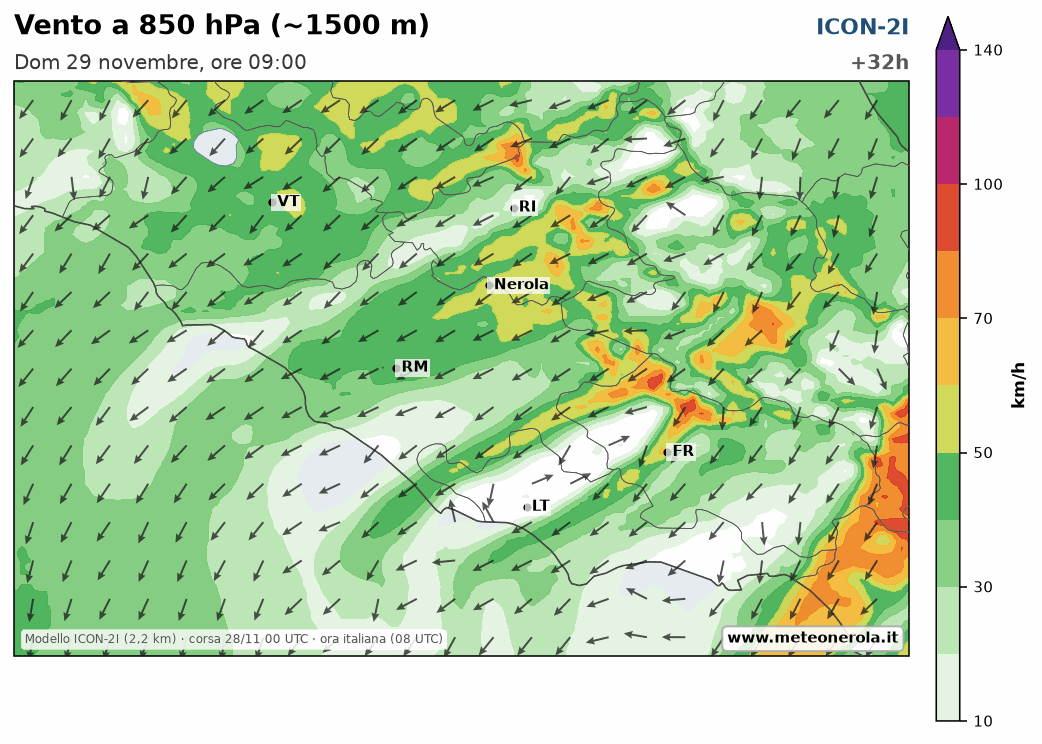 Vento a 850 hPa (~1500 m)
ICON-2I
Dom 29 novembre, ore 09:00
+32h
140
100
70
50
30
10
km/h
VT
RI
Nerola
RM
FR
LT
Modello ICON-2I (2,2 km) · corsa 28/11 00 UTC · ora italiana (08 UTC)
www.meteonerola.it